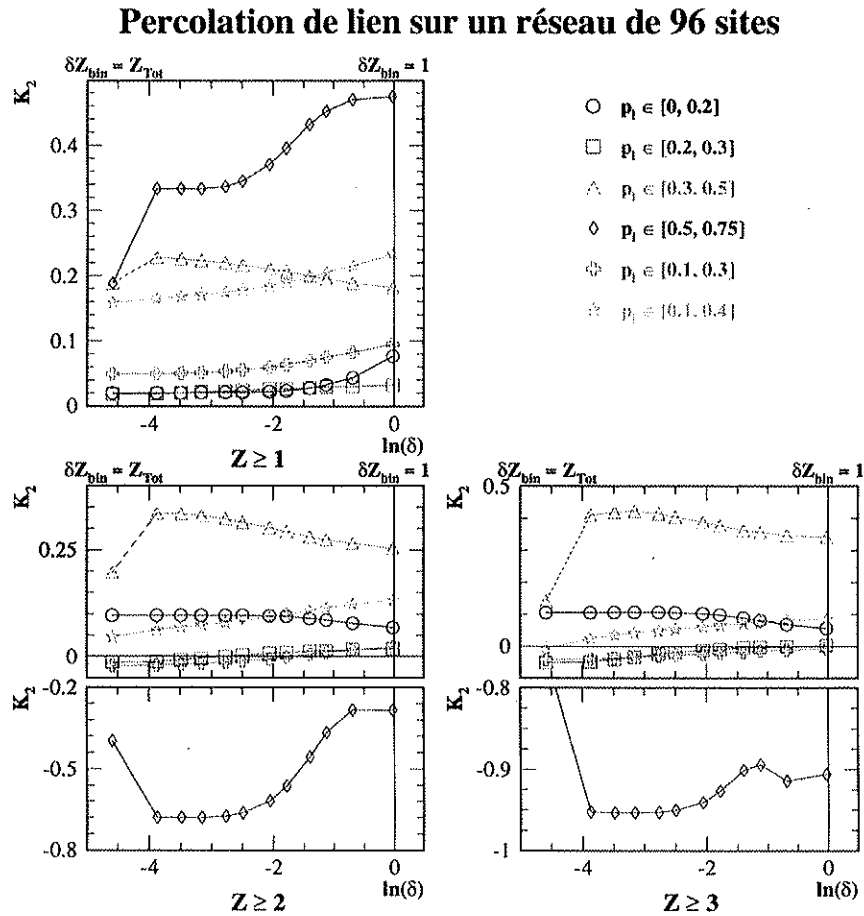 Percolation de lien sur un réseau de 96 sites
δZbin = ZTot
δZbin = 1
K2
0.4
0.3
0.2
0.1
0
-4
-2
0
Z ≥ 1
ln(δ)
pl ∈ [0, 0.2]
pl ∈ [0.2, 0.3]
pl ∈ [0.3, 0.5]
pl ∈ [0.5, 0.75]
pl ∈ [0.1, 0.3]
pl ∈ [0.1, 0.4]
δZbin = ZTot
δZbin = 1
K2
0.25
0
K2
-0.2
-0.5
-0.8
-4
-2
0
Z ≥ 2
ln(δ)
δZbin = ZTot
δZbin = 1
K2
0.5
0
K2
-0.8
-0.9
-1
-4
-2
0
Z ≥ 3
ln(δ)